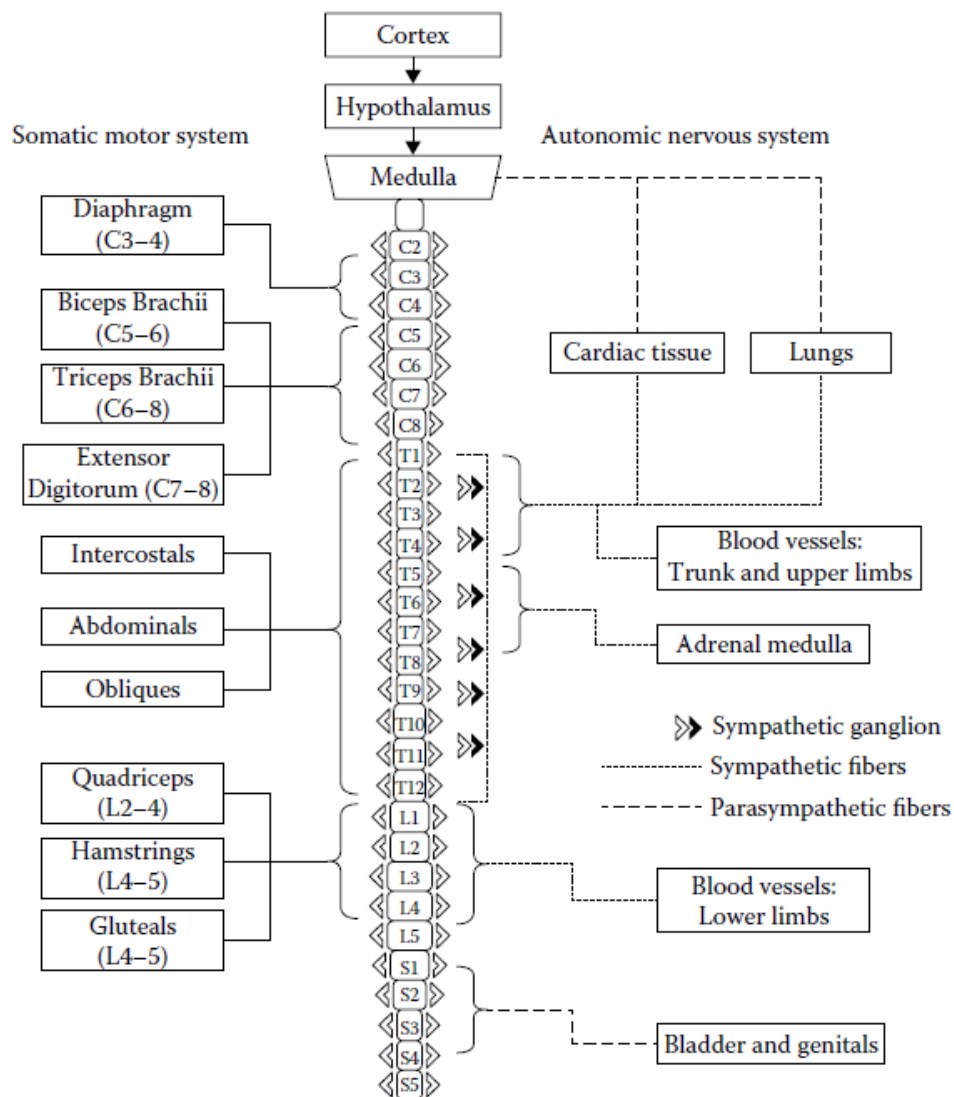 Cortex
Hypothalamus
Somatic motor system
Autonomic nervous system
Medulla
Diaphragm
(C3–4)
Biceps Brachii
(C5–6)
Triceps Brachii
(C6–8)
Extensor
Digitorum (C7–8)
Intercostals
Abdominals
Obliques
Quadriceps
(L2–4)
Hamstrings
(L4–5)
Gluteals
(L4–5)
C2
C3
C4
C5
C6
C7
C8
T1
T2
T3
T4
T5
T6
T7
T8
T9
T10
T11
T12
L1
L2
L3
L4
L5
S1
S2
S3
S4
S5
Cardiac tissue
Lungs
Blood vessels:
Trunk and upper limbs
Adrenal medulla
Sympathetic ganglion
Sympathetic fibers
Parasympathetic fibers
Blood vessels:
Lower limbs
Bladder and genitals